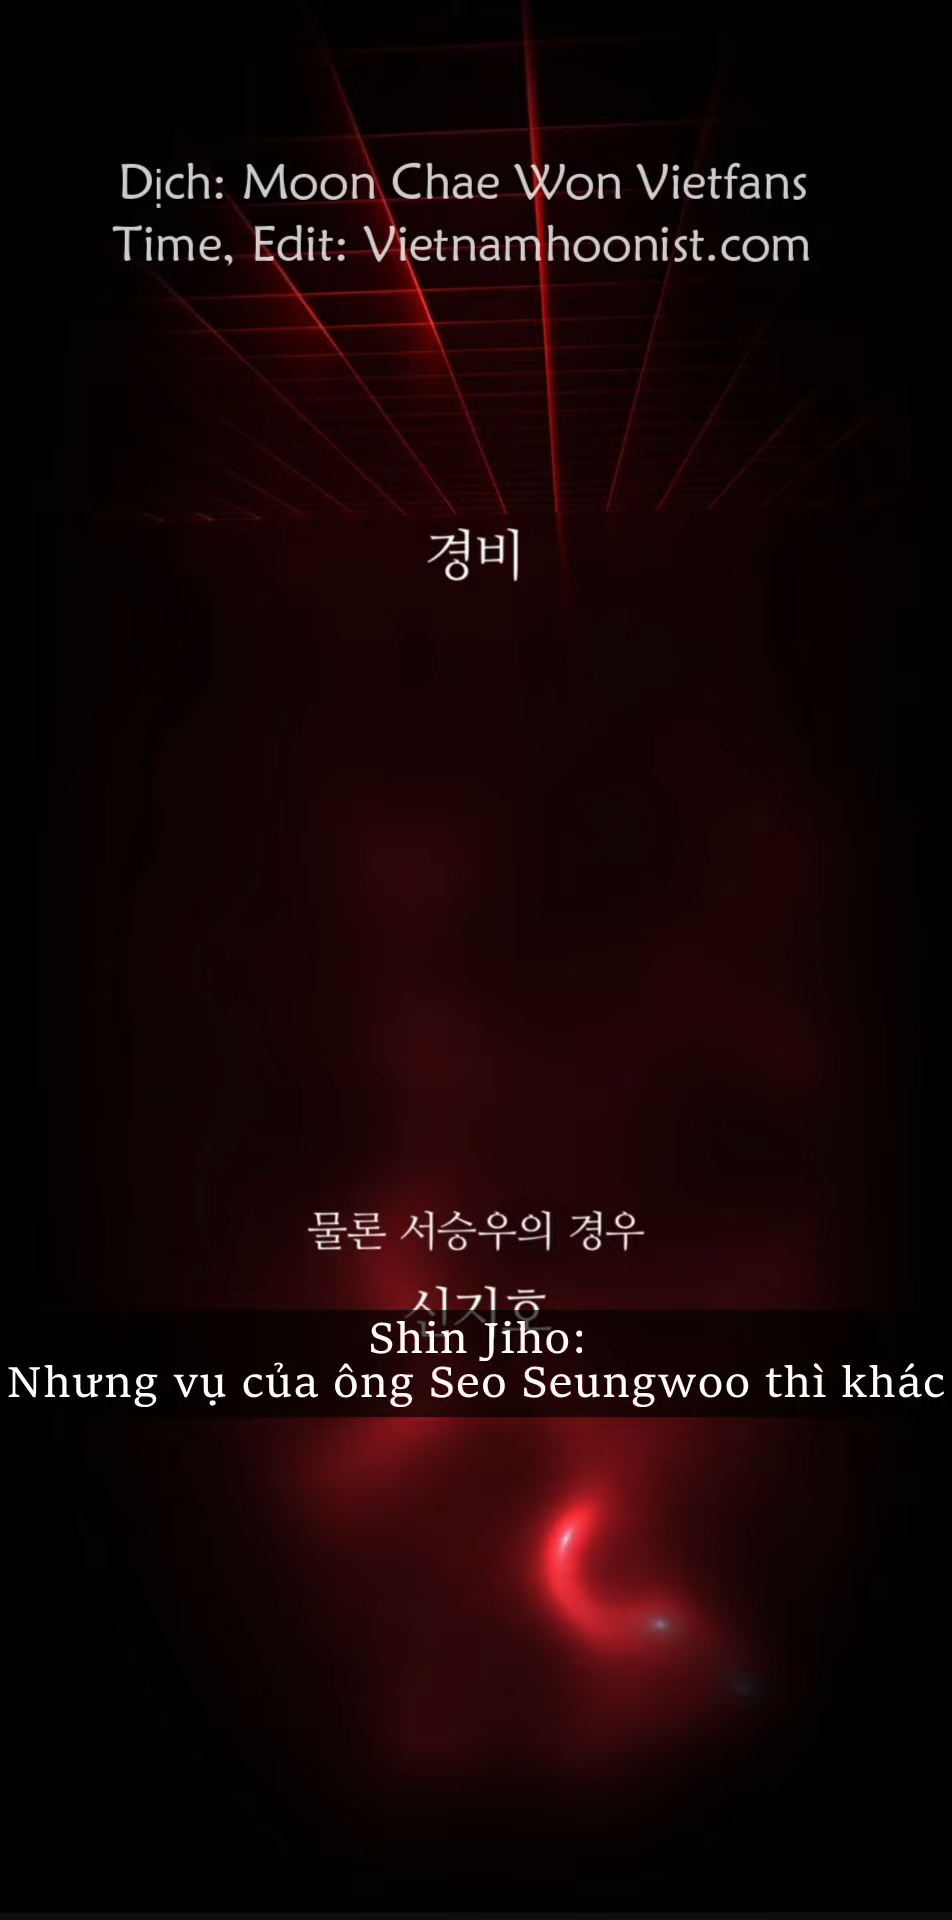 Dịch: Moon Chae Won Vietfans
Time, Edit: Vietnamhoonist.com
경비
물론 서승우의 경우
신지호
Shin Jiho:
Nhưng vụ của ông Seo Seungwoo thì khác